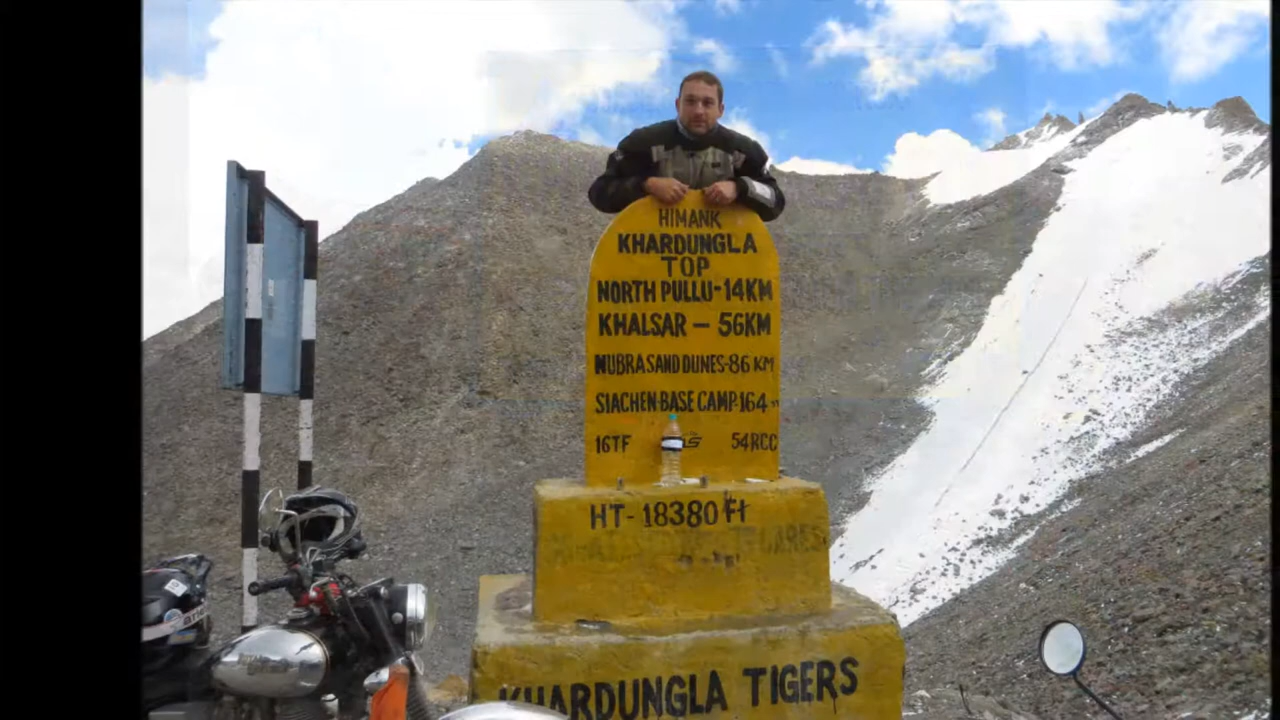 HIMANK
KHARDUNGLA
TOP
NORTH PULLU-14KM
KHALSAR – 56KM
NUBRA SAND DUNES-86 KM
SIACHEN BASE CAMP-164 "
16TF 54RCC
HT- 18380 Ft
KHARDUNGLA TIGERS